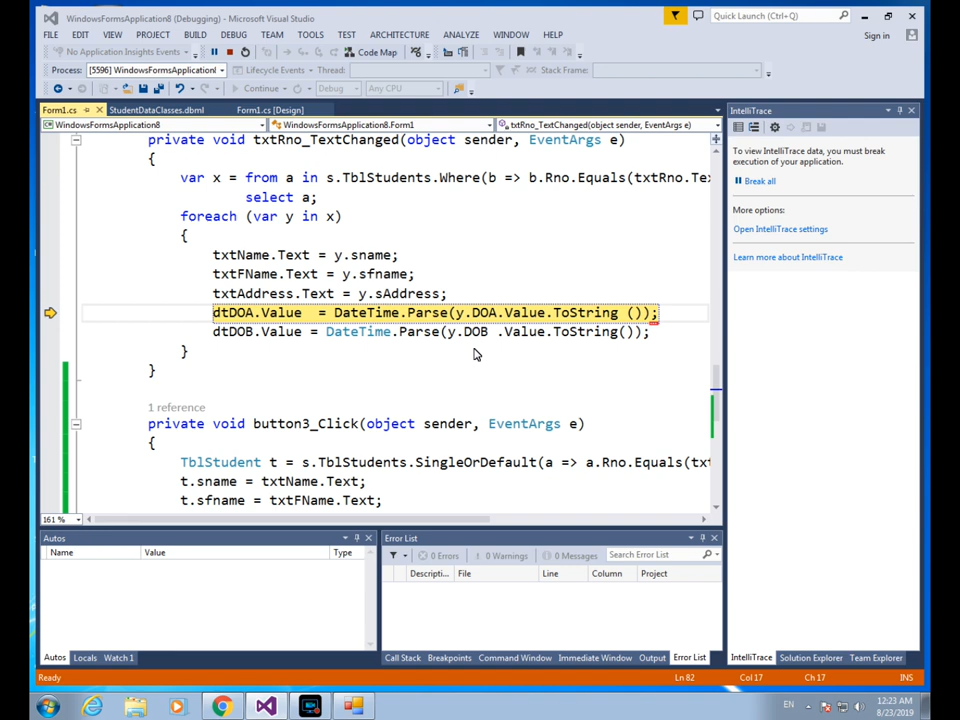 WindowsFormsApplication8 (Debugging) - Microsoft Visual Studio
Quick Launch (Ctrl+Q)
FILE EDIT VIEW PROJECT BUILD DEBUG TEAM TOOLS TEST ARCHITECTURE ANALYZE WINDOW HELP
Sign in
No Application Insights Events
Code Map
Process: [5596] WindowsFormsApplication
Lifecycle Events Thread:
Stack Frame:
Continue Debug Any CPU
Form1.cs StudentDataClasses.dbml Form1.cs [Design]
WindowsFormsApplication8 WindowsFormsApplication8.Form1 txtRno_TextChanged(object sender, EventArgs e)
private void txtRno_TextChanged(object sender, EventArgs e)
{
var x = from a in s.TblStudents.Where(b => b.Rno.Equals(txtRno.Te
select a;
foreach (var y in x)
{
txtName.Text = y.sname;
txtFName.Text = y.sfname;
txtAddress.Text = y.sAddress;
dtDOA.Value  = DateTime.Parse(y.DOA.Value.ToString ());
dtDOB.Value = DateTime.Parse(y.DOB .Value.ToString());
}
}
1 reference
private void button3_Click(object sender, EventArgs e)
{
TblStudent t = s.TblStudents.SingleOrDefault(a => a.Rno.Equals(tx
t.sname = txtName.Text;
t.sfname = txtFName.Text;
161 %
IntelliTrace
To view IntelliTrace data, you must break
execution of your application.
Break all
More options:
Open IntelliTrace settings
Learn more about IntelliTrace
Autos
Name Value Type
Autos Locals Watch 1
Error List
0 Errors 0 Warnings 0 Messages Search Error List
Descripti... File Line Column Project
Call Stack Breakpoints Command Window Immediate Window Output Error List
IntelliTrace Solution Explorer Team Explorer
Ready Ln 82 Col 17 Ch 17 INS
EN
12:23 AM
8/23/2019